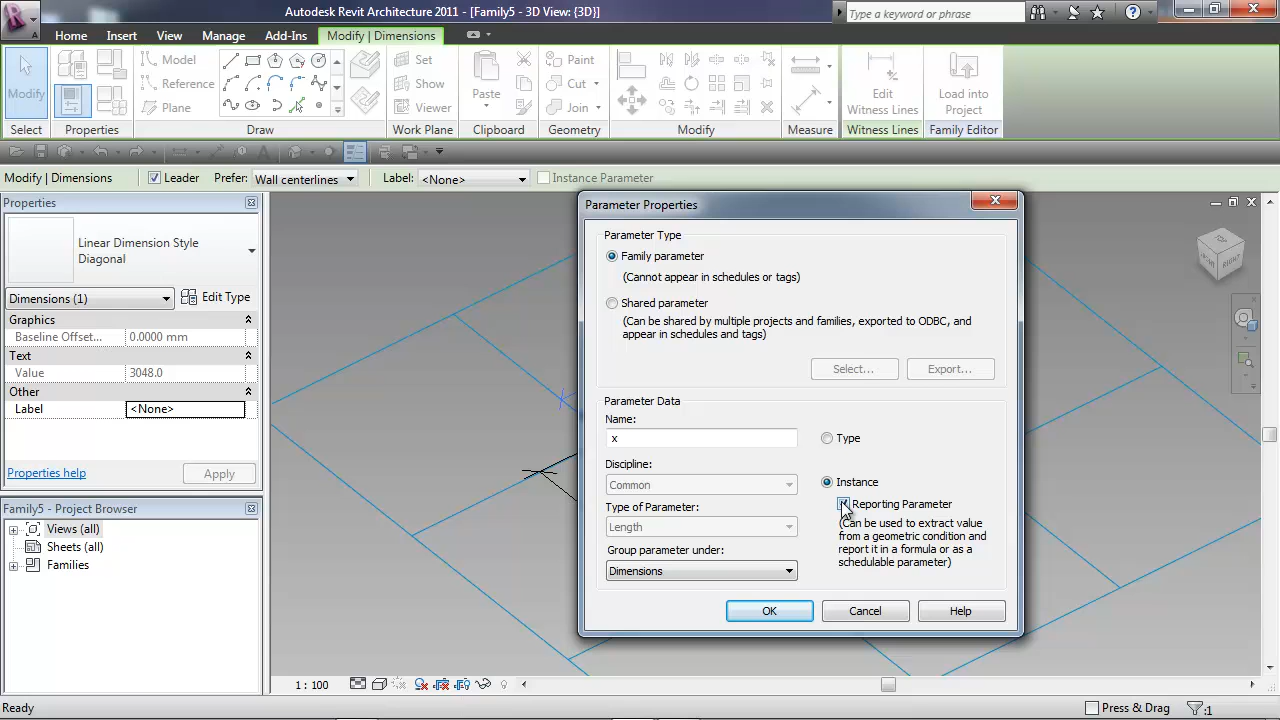 Autodesk Revit Architecture 2011 - [Family5 - 3D View: {3D}]
Type a keyword or phrase
Home Insert View Manage Add-Ins Modify | Dimensions
Modify
Select
Properties
Model
Reference
Plane
Draw
Set
Show
Viewer
Work Plane
Paste
Clipboard
Paint
Cut
Join
Geometry
Modify
Measure
Edit
Witness Lines
Witness Lines
Load into
Project
Family Editor
Modify | Dimensions Leader Prefer: Wall centerlines Label: <None> Instance Parameter
Properties
Linear Dimension Style
Diagonal
Dimensions (1) Edit Type
Graphics
Baseline Offset... 0.0000 mm
Text
Value 3048.0
Other
Label <None>
Properties help Apply
Family5 - Project Browser
Views (all)
Sheets (all)
Families
Parameter Properties
Parameter Type
Family parameter
(Cannot appear in schedules or tags)
Shared parameter
(Can be shared by multiple projects and families, exported to ODBC, and
appear in schedules and tags)
Select... Export...
Parameter Data
Name:
x
Type
Discipline:
Common
Instance
Reporting Parameter
(Can be used to extract value
from a geometric condition and
report it in a formula or as a
schedulable parameter)
Type of Parameter:
Length
Group parameter under:
Dimensions
OK Cancel Help
RIGHT
1 : 100
Ready
Press & Drag
:1